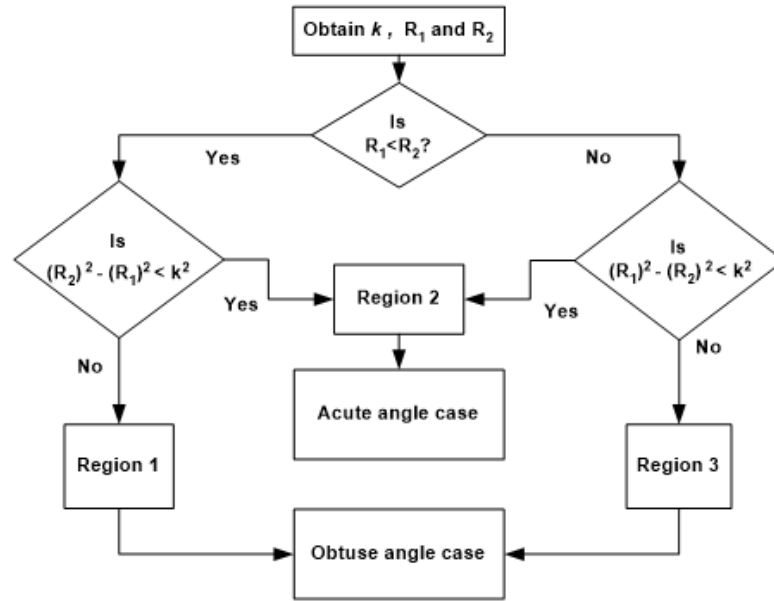 Obtain k , R₁ and R₂
Is
R₁<R₂?
Yes
No
Is
(R₂)² - (R₁)² < k²
Is
(R₁)² - (R₂)² < k²
Region 2
Yes
Yes
No
No
Acute angle case
Region 1
Region 3
Obtuse angle case